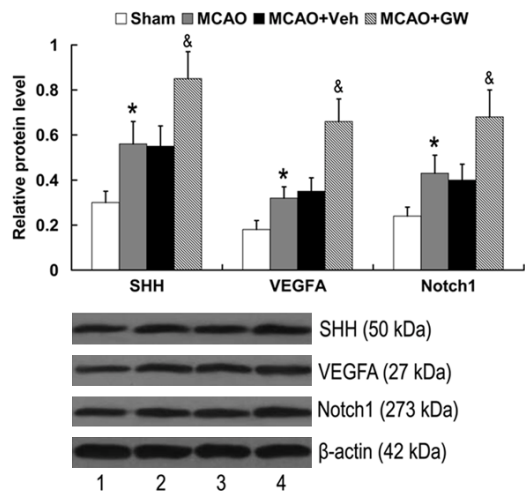 Sham MCAO MCAO+Veh MCAO+GW
Relative protein level
1
0.8
0.6
0.4
0.2
0
* &
* &
* &
SHH VEGFA Notch1
SHH (50 kDa)
VEGFA (27 kDa)
Notch1 (273 kDa)
β-actin (42 kDa)
1 2 3 4